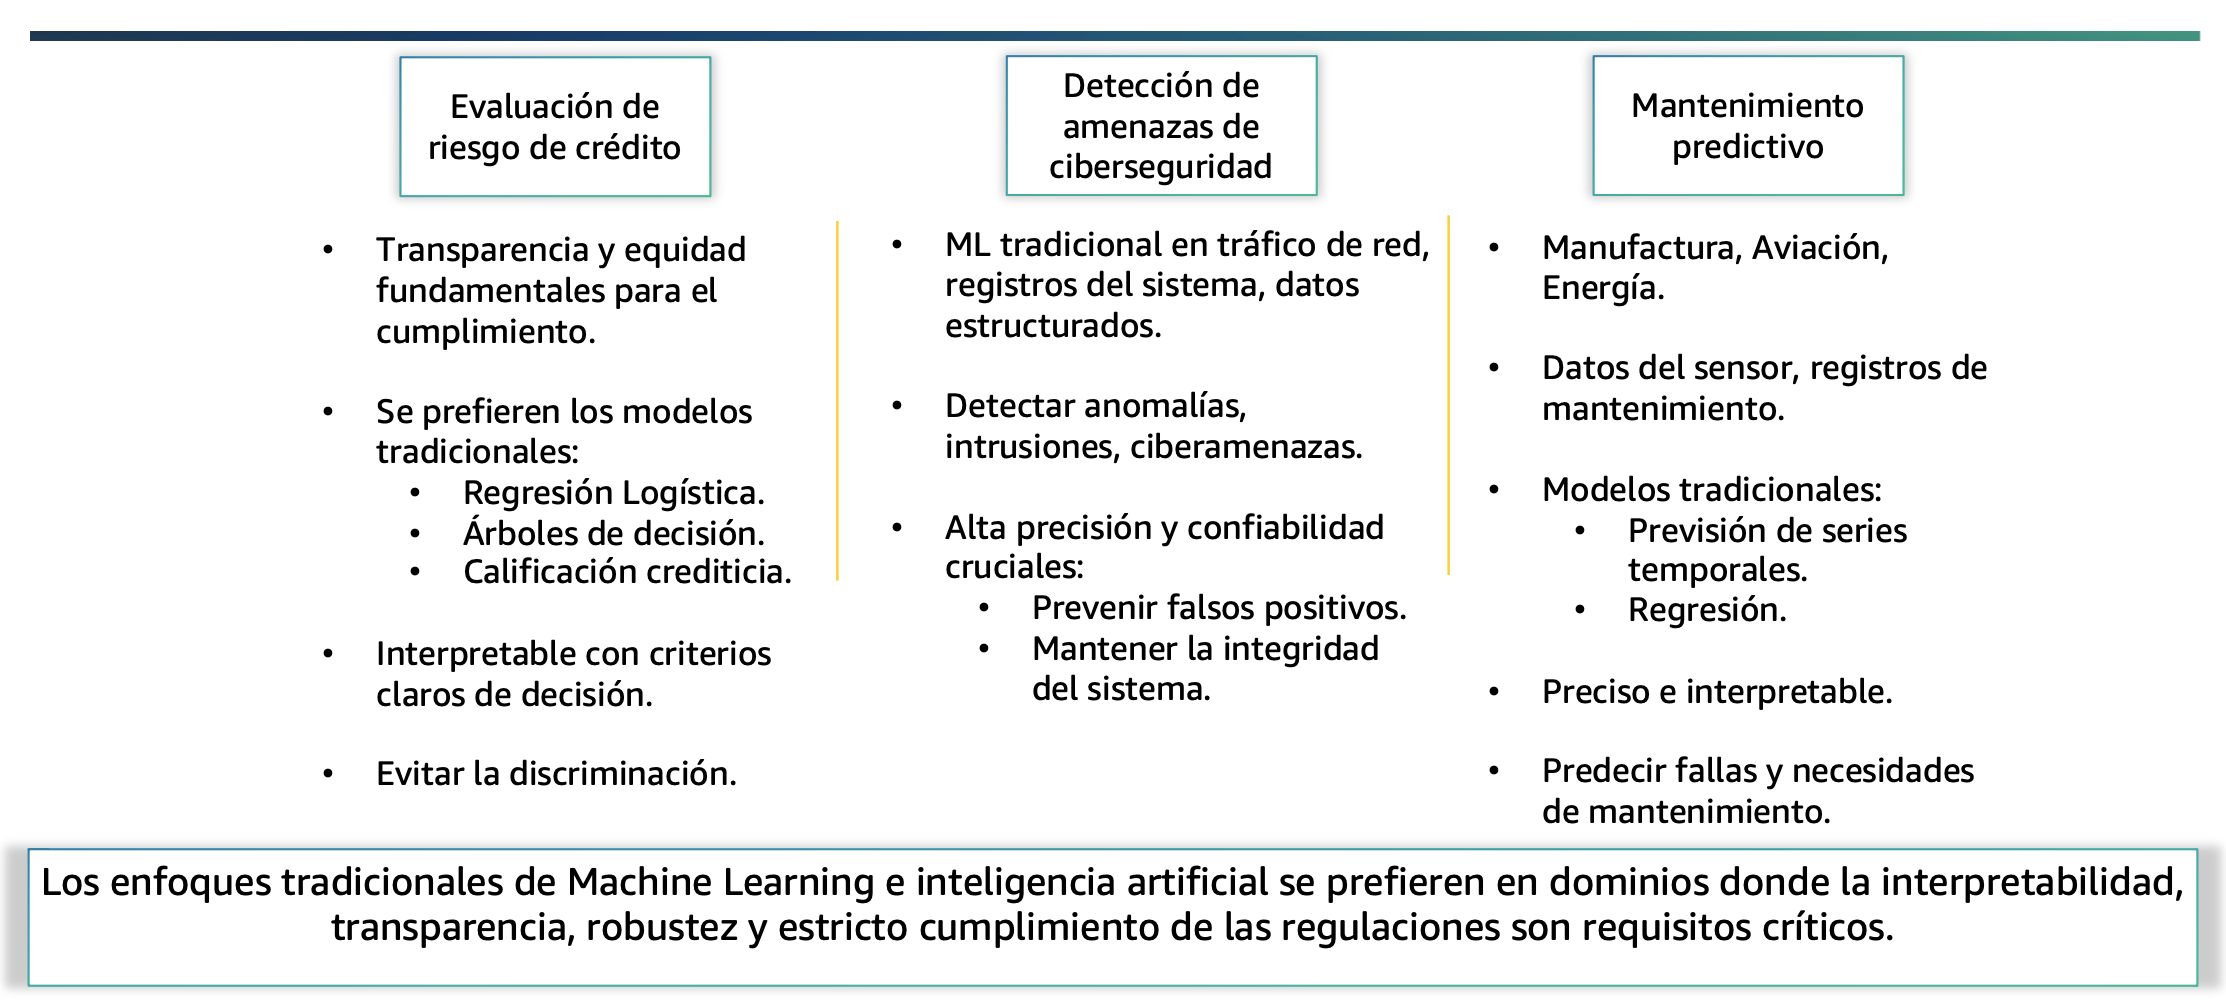 Evaluación de
riesgo de crédito
• Transparencia y equidad
fundamentales para el
cumplimiento.
• Se prefieren los modelos
tradicionales:
• Regresión Logística.
• Árboles de decisión.
• Calificación crediticia.
• Interpretable con criterios
claros de decisión.
• Evitar la discriminación.
Detección de
amenazas de
ciberseguridad
• ML tradicional en tráfico de red,
registros del sistema, datos
estructurados.
• Detectar anomalías,
intrusiones, ciberamenazas.
• Alta precisión y confiabilidad
cruciales:
• Prevenir falsos positivos.
• Mantener la integridad
del sistema.
Mantenimiento
predictivo
• Manufactura, Aviación,
Energía.
• Datos del sensor, registros de
mantenimiento.
• Modelos tradicionales:
• Previsión de series
temporales.
• Regresión.
• Preciso e interpretable.
• Predecir fallas y necesidades
de mantenimiento.
Los enfoques tradicionales de Machine Learning e inteligencia artificial se prefieren en dominios donde la interpretabilidad,
transparencia, robustez y estricto cumplimiento de las regulaciones son requisitos críticos.